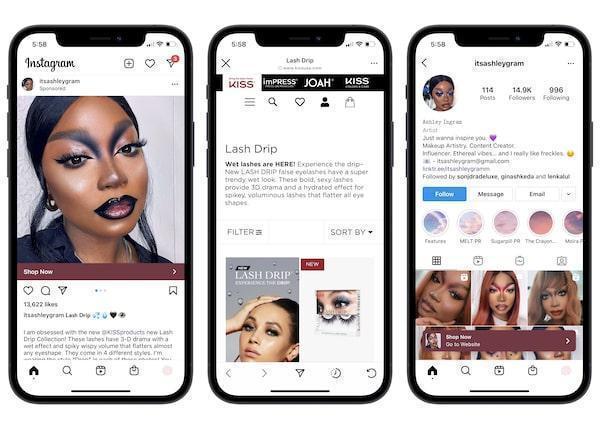 5:58
Instagram
itsashleygram
Sponsored
Shop Now
13,622 likes
itsashleygram Lash Drip
I am obsessed with the new @KISSproducts new Lash
Drip Collection! These lashes have 3-D drama with a
wet effect and spiky wispy volume that flatters almost
any eyeshape. They come in 4 different styles. I'm
5:58
Lash Drip
KISS
imPRESS
JOAH
KISS
Lash Drip
Wet lashes are HERE! Experience the drip–
New LASH DRIP false eyelashes have a super
trendy wet look. These bold, sexy lashes
provide 3D drama and a hydrated effect for
spikey, voluminous lashes that flatter all eye
shapes.
FILTER
SORT BY
NEW
LASH DRIP
EXPERIENCE THE DRIP
NEW
5:58
itsashleygram
114
14.9K
996
Posts
Followers
Following
Ashley Ingram
Artist
Just wanna inspire you.
Makeup Artistry. Content Creator.
Influencer. Ethereal vibes... and I really like freckles.
- itsashleygram@gmail.com
linktr.ee/itsashleygramm
Followed by sonjdradeluxe, ginashkeda and lenkalul
Follow
Message
Email
Features
MELT PR
Sugarpill PR
The Crayon...
Moira P
Shop Now
Go to Website